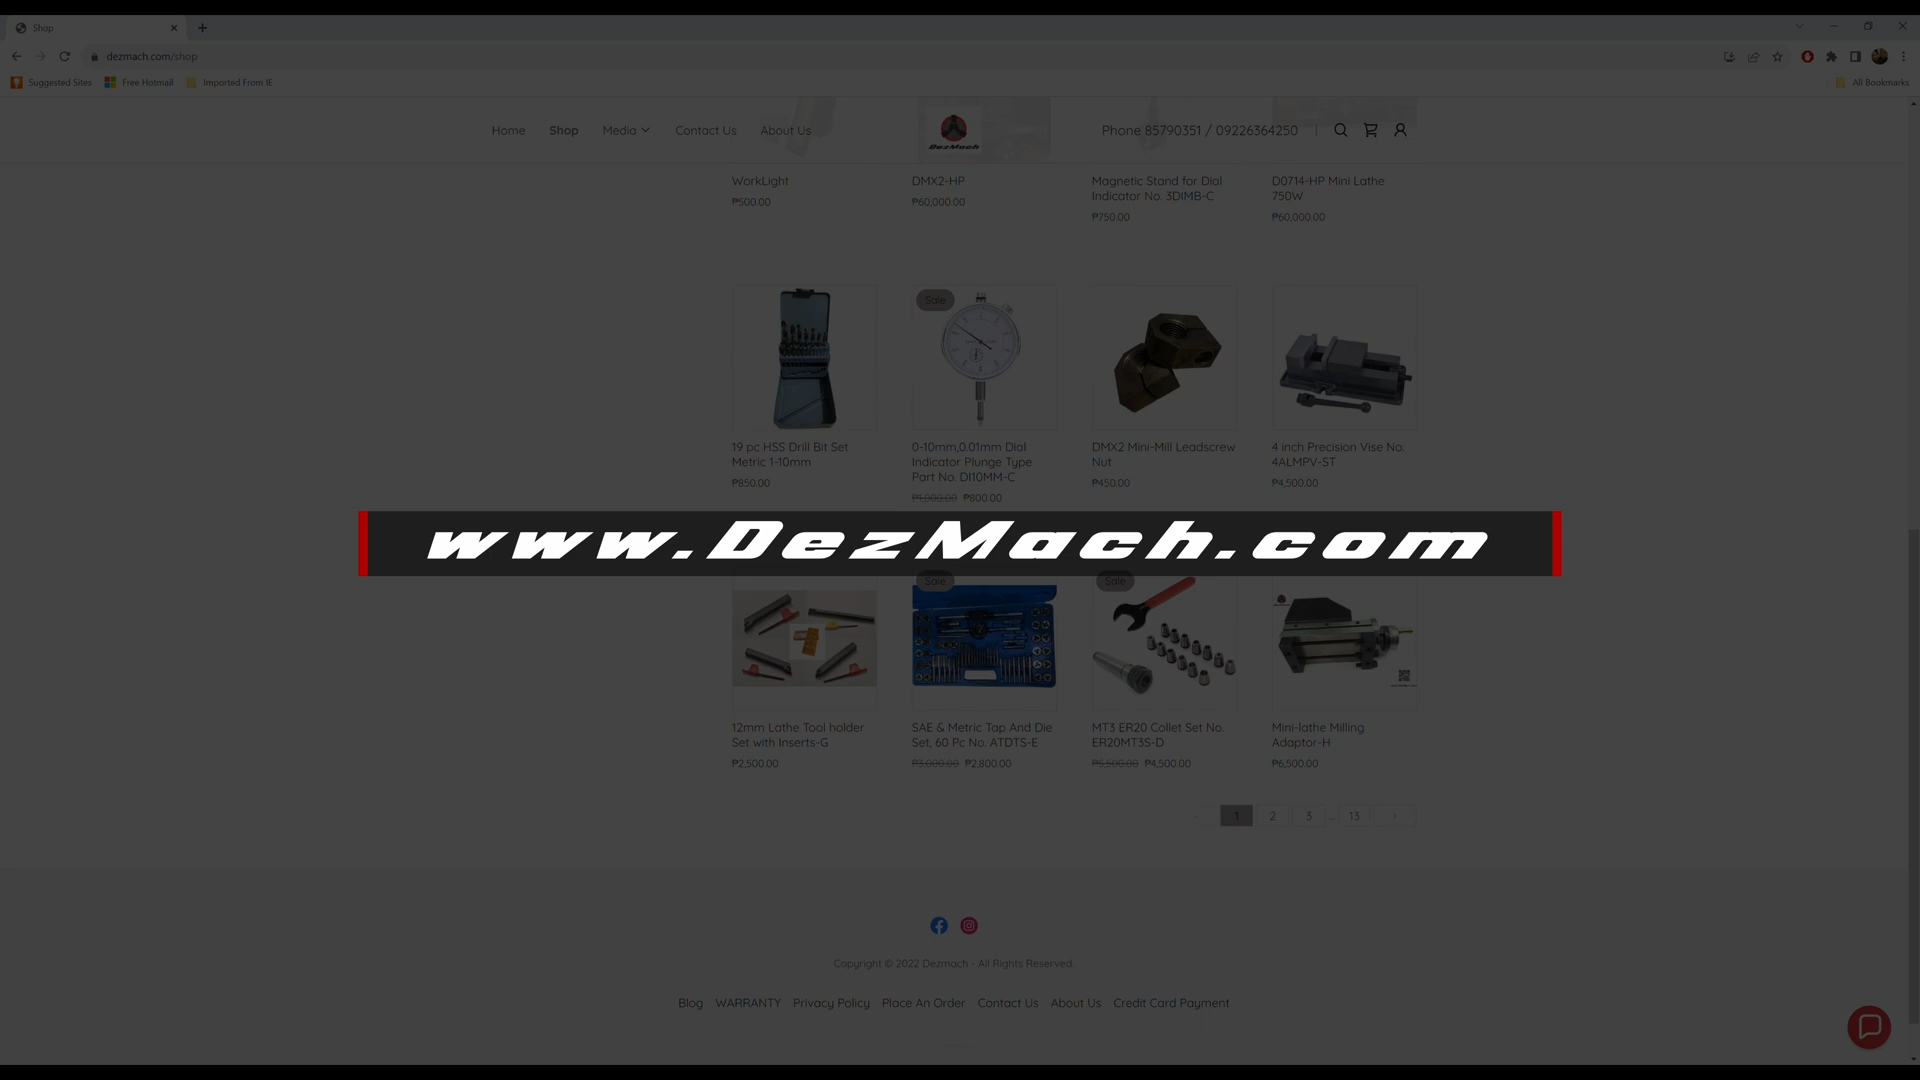 Shop
dezmach.com/shop
Suggested Sites Free Hotmail Imported From IE All Bookmarks
Home Shop Media Contact Us About Us
DezMach
Phone 85790351 / 09226364250
WorkLight
₱500.00
DMX2-HP
₱60,000.00
Magnetic Stand for Dial
Indicator No. 3DIMB-C
₱750.00
D0714-HP Mini Lathe
750W
₱60,000.00
19 pc HSS Drill Bit Set
Metric 1-10mm
₱850.00
Sale
0-10mm,0.01mm Dial
Indicator Plunge Type
Part No. DI10MM-C
₱1,000.00 ₱800.00
DMX2 Mini-Mill Leadscrew
Nut
₱450.00
4 inch Precision Vise No.
4ALMPV-ST
₱4,500.00
www.DezMach.com
12mm Lathe Tool holder
Set with Inserts-G
₱2,500.00
Sale
SAE & Metric Tap And Die
Set, 60 Pc No. ATDTS-E
₱3,000.00 ₱2,800.00
Sale
MT3 ER20 Collet Set No.
ER20MT3S-D
₱5,500.00 ₱4,500.00
Mini-lathe Milling
Adaptor-H
₱6,500.00
1 2 3 ... 13
Copyright © 2022 Dezmach - All Rights Reserved.
Blog WARRANTY Privacy Policy Place An Order Contact Us About Us Credit Card Payment